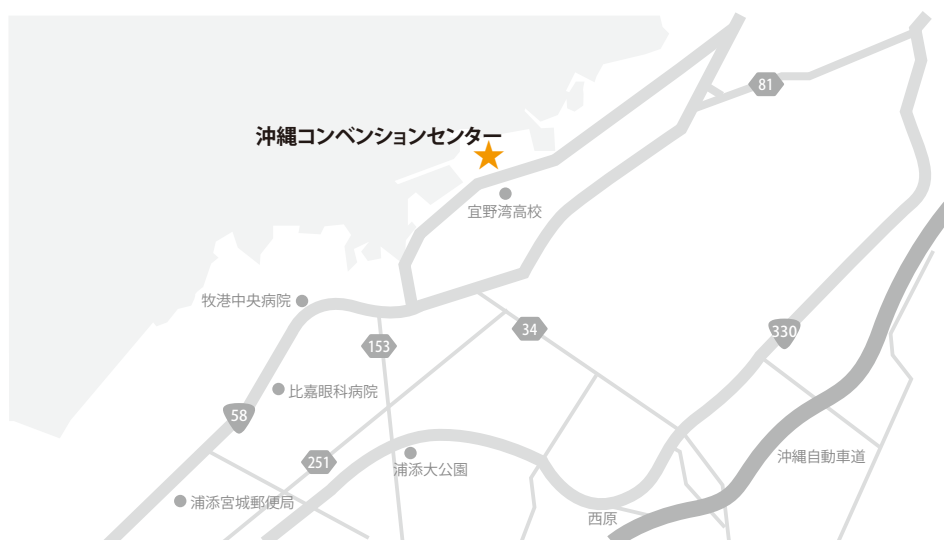 81
沖縄コンベンションセンター
宜野湾高校
牧港中央病院
34
330
153
比嘉眼科病院
58
沖縄自動車道
251
浦添大公園
浦添宮城郵便局
西原